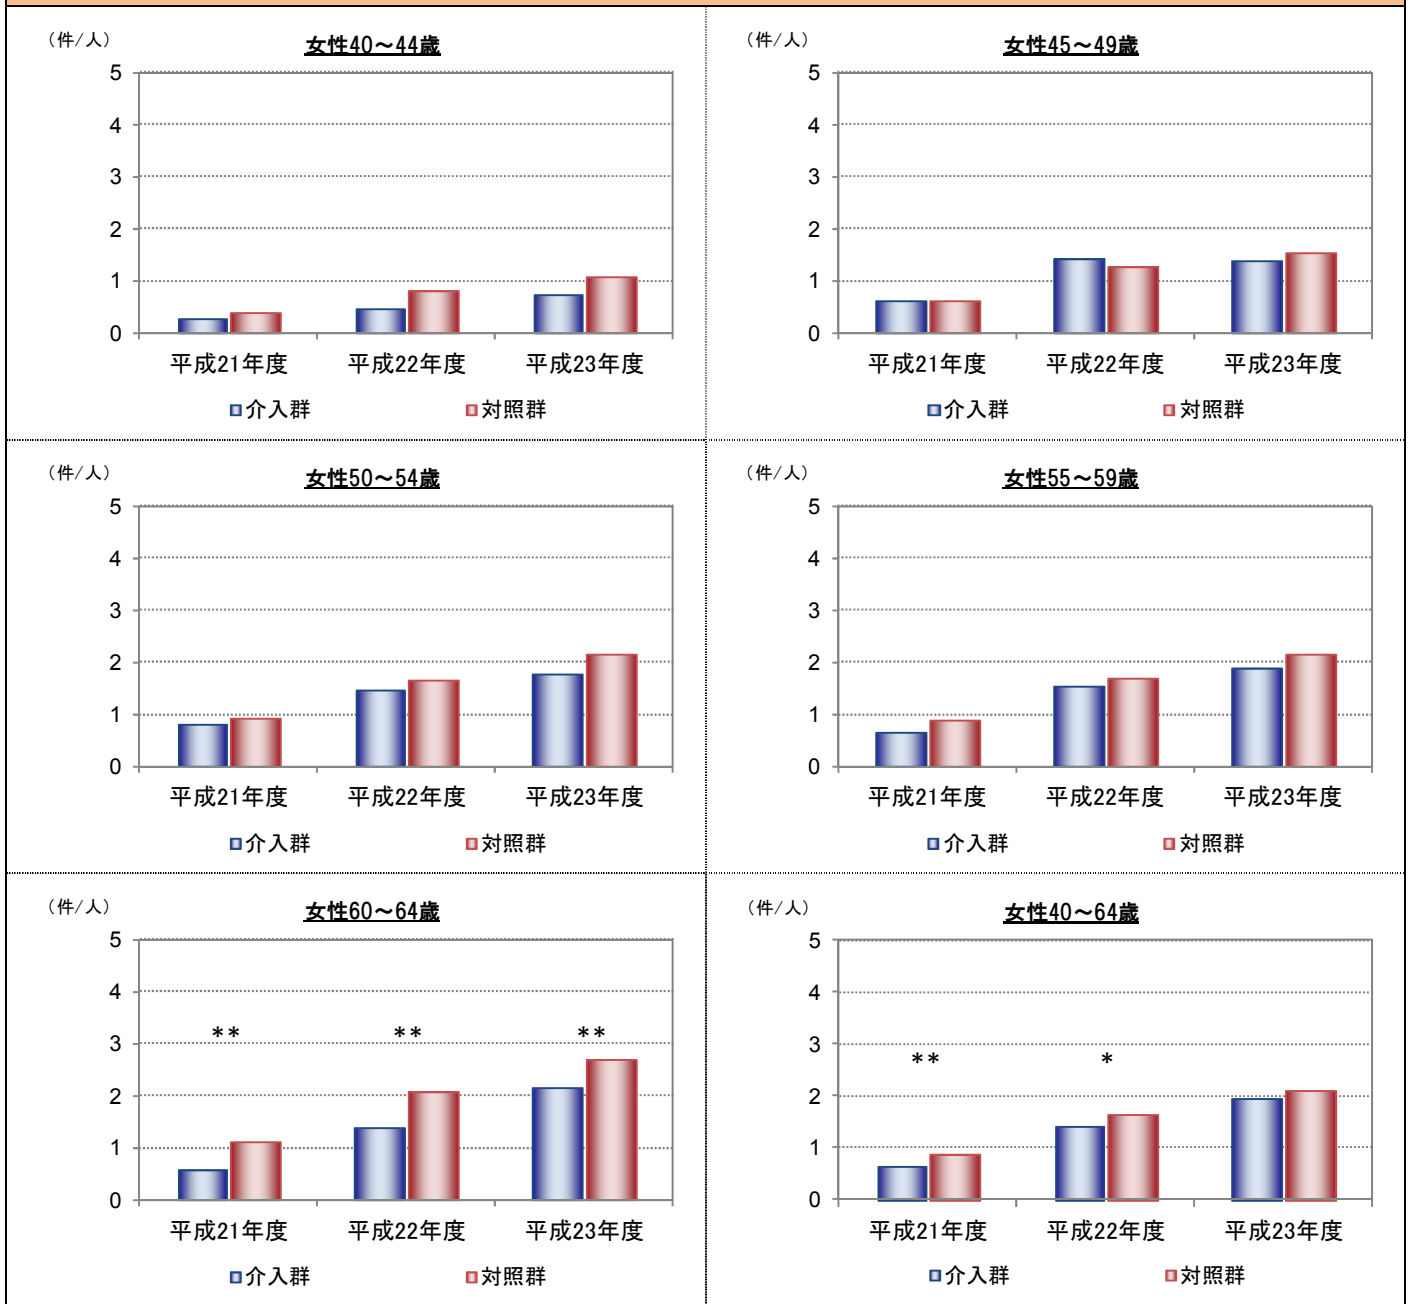 （件/人）
女性40～44歳
5
4
3
2
1
0
平成21年度 平成22年度 平成23年度
介入群 対照群
（件/人）
女性45～49歳
5
4
3
2
1
0
平成21年度 平成22年度 平成23年度
介入群 対照群
（件/人）
女性50～54歳
5
4
3
2
1
0
平成21年度 平成22年度 平成23年度
介入群 対照群
（件/人）
女性55～59歳
5
4
3
2
1
0
平成21年度 平成22年度 平成23年度
介入群 対照群
（件/人）
女性60～64歳
5
4
** ** **
3
2
1
0
平成21年度 平成22年度 平成23年度
介入群 対照群
（件/人）
女性40～64歳
5
4
3
** *
2
1
0
平成21年度 平成22年度 平成23年度
介入群 対照群